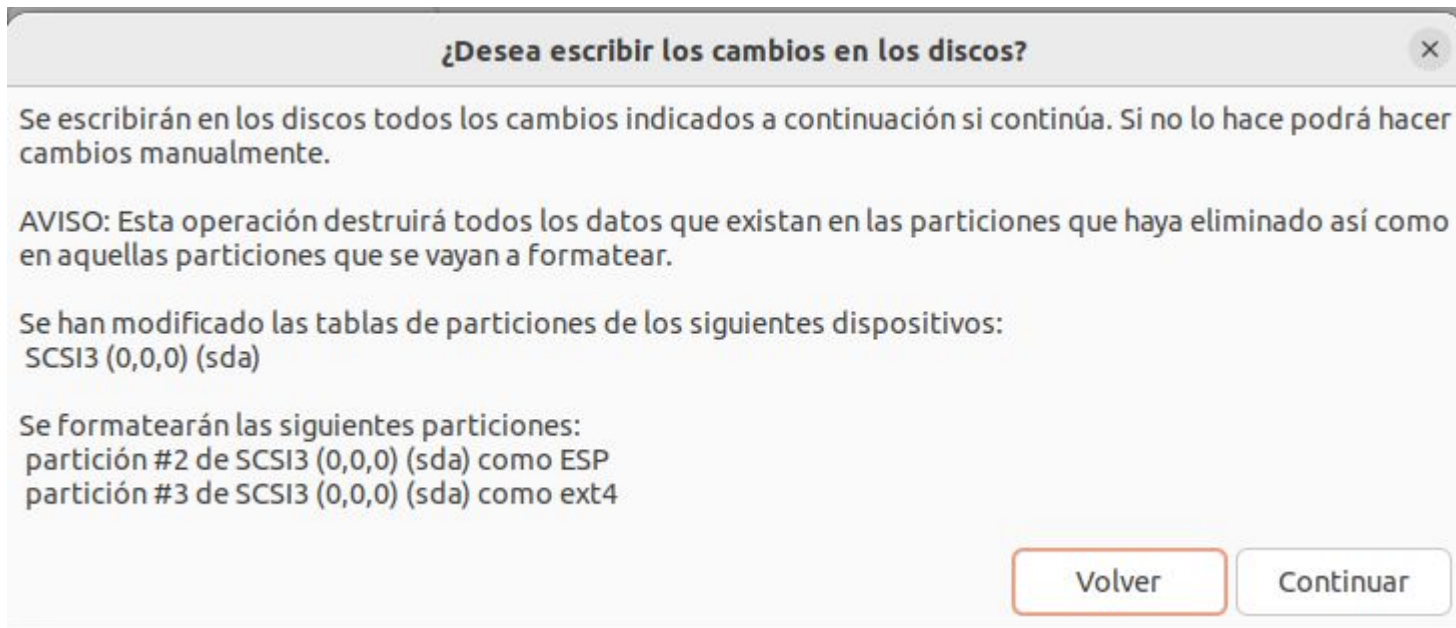 ¿Desea escribir los cambios en los discos?
Se escribirán en los discos todos los cambios indicados a continuación si continúa. Si no lo hace podrá hacer
cambios manualmente.
AVISO: Esta operación destruirá todos los datos que existan en las particiones que haya eliminado así como
en aquellas particiones que se vayan a formatear.
Se han modificado las tablas de particiones de los siguientes dispositivos:
SCSI3 (0,0,0) (sda)
Se formatearán las siguientes particiones:
partición #2 de SCSI3 (0,0,0) (sda) como ESP
partición #3 de SCSI3 (0,0,0) (sda) como ext4
Volver Continuar